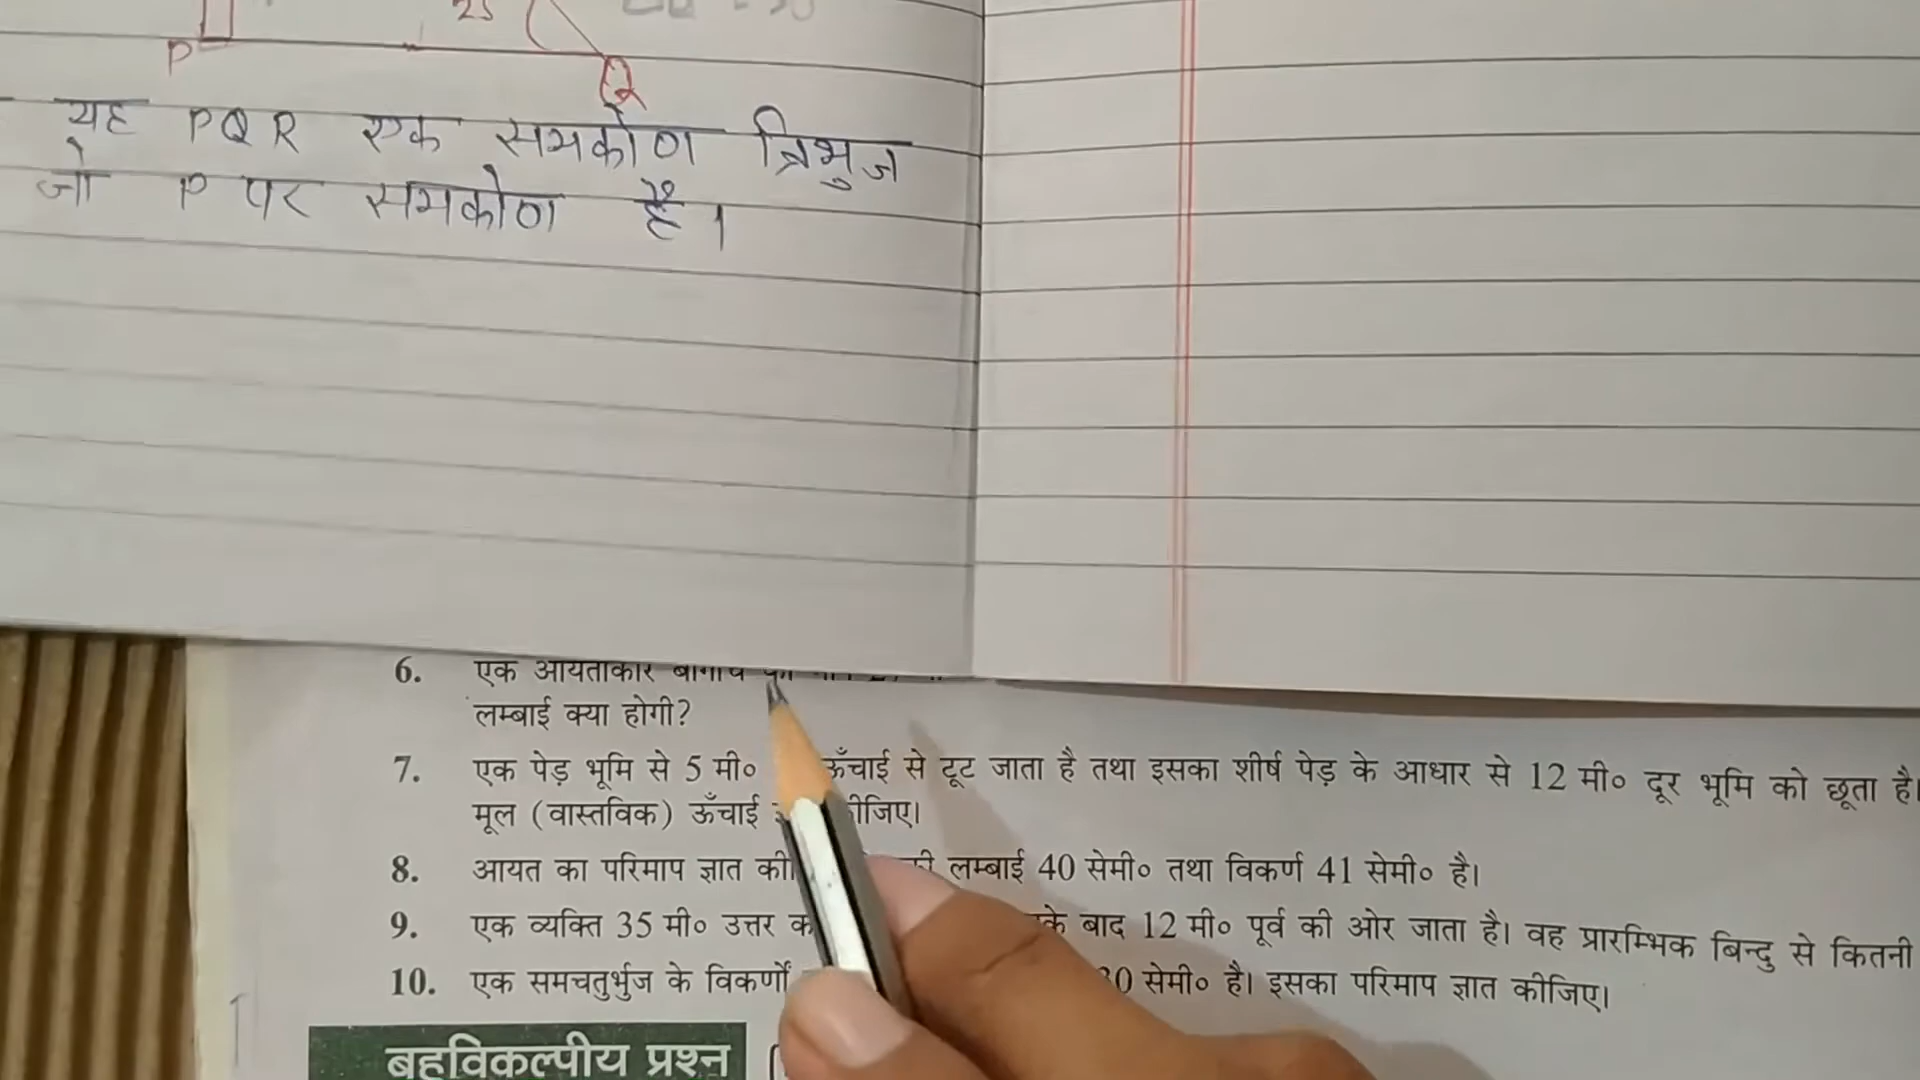 P 25 Q
यह PQR एक समकोण त्रिभुज
जो P पर समकोण है।
6. एक आयताकार
लम्बाई क्या होगी?
7. एक पेड़ भूमि से 5 मी० ऊँचाई से टूट जाता है तथा इसका शीर्ष पेड़ के आधार से 12 मी० दूर भूमि को छूता है।
मूल (वास्तविक) ऊँचाई
8. आयत का परिमाप ज्ञात लम्बाई 40 सेमी० तथा विकर्ण 41 सेमी० है।
9. एक व्यक्ति 35 मी० उत्तर के बाद 12 मी० पूर्व की ओर जाता है। वह प्रारम्भिक बिन्दु से कितनी
10. एक समचतुर्भुज के विकर्णों सेमी० है। इसका परिमाप ज्ञात कीजिए।
बहुविकल्पीय प्रश्न